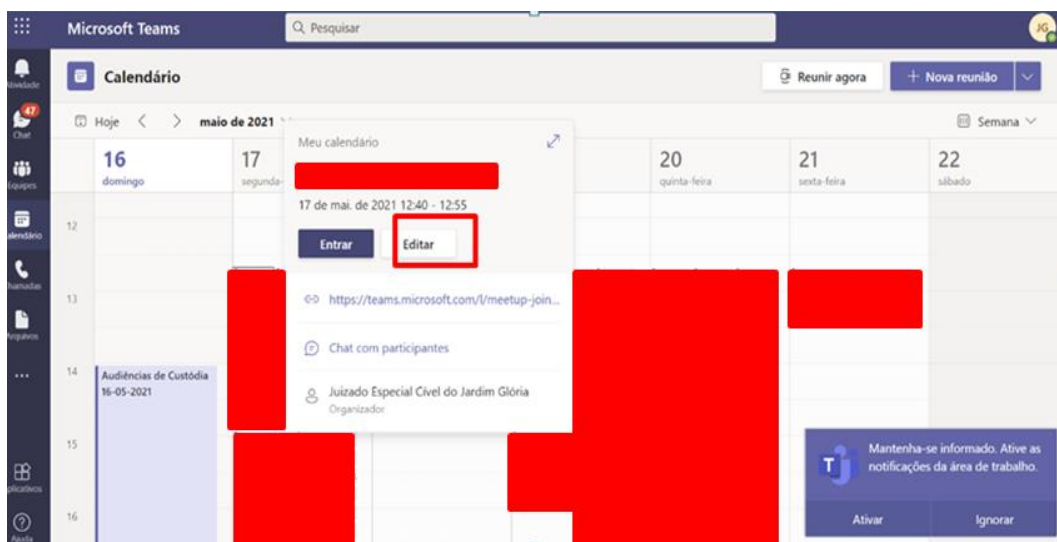 Microsoft Teams
Pesquisar
JG
Calendário
Reunir agora
+ Nova reunião
Hoje
maio de 2021
Semana
47
Chat
16
domingo
17
segunda-
20
quinta-feira
21
sexta-feira
22
sábado
Meu calendário
17 de mai. de 2021 12:40 - 12:55
Entrar
Editar
https://teams.microsoft.com/l/meetup-join...
Chat com participantes
Juizado Especial Cível do Jardim Glória
Organizador
12
13
14
15
16
Audiências de Custódia
16-05-2021
Equipes
Arquivos
Ajuda
T
Mantenha-se informado. Ative as
notificações da área de trabalho.
Ativar
Ignorar